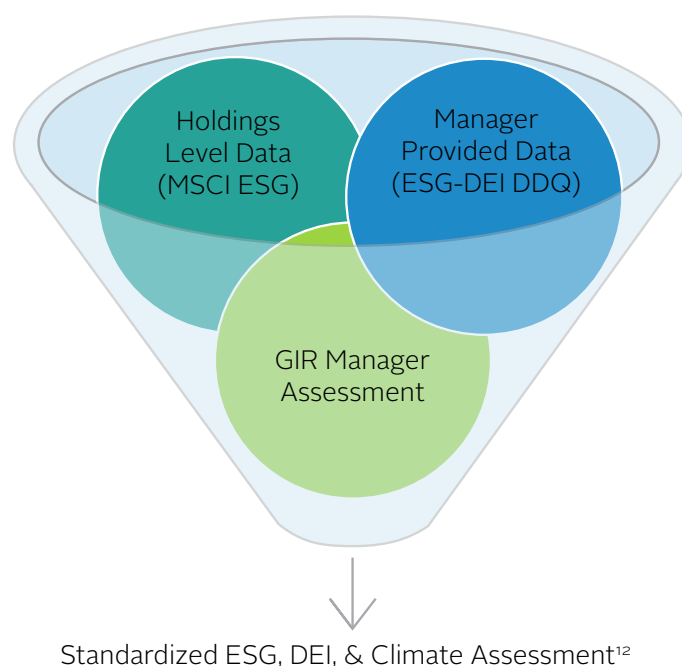 Holdings
Level Data
(MSCI ESG)
Manager
Provided Data
(ESG-DEI DDQ)
GIR Manager
Assessment
Standardized ESG, DEI, & Climate Assessment¹²